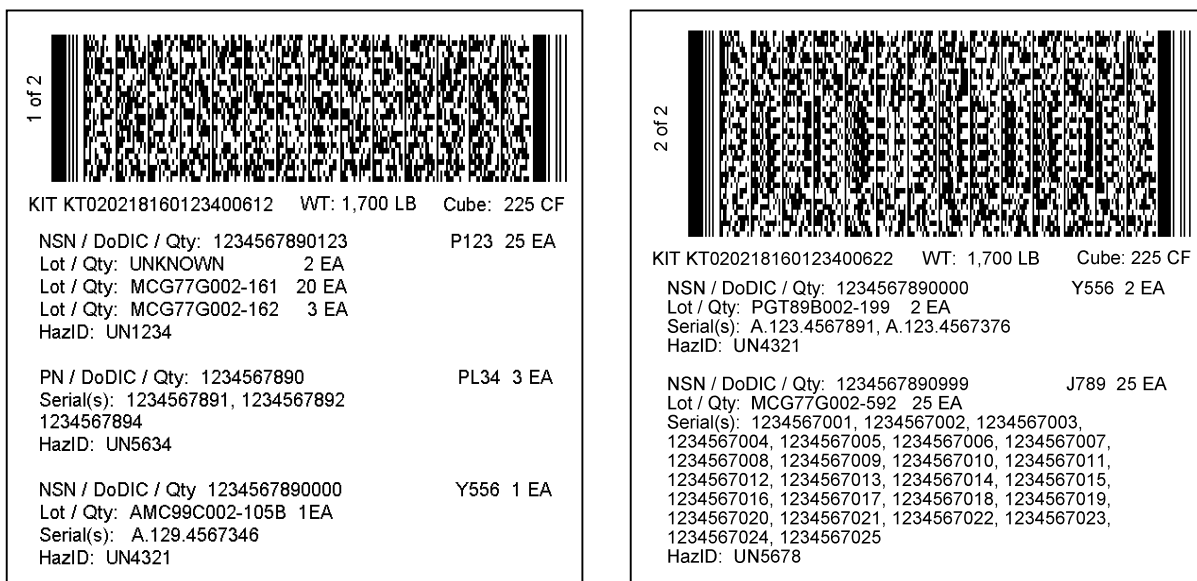 1 of 2
KIT KT020218160123400612 WT: 1,700 LB Cube: 225 CF
NSN / DoDIC / Qty: 1234567890123 P123 25 EA
Lot / Qty: UNKNOWN 2 EA
Lot / Qty: MCG77G002-161 20 EA
Lot / Qty: MCG77G002-162 3 EA
HazID: UN1234
PN / DoDIC / Qty: 1234567890 PL34 3 EA
Serial(s): 1234567891, 1234567892
1234567894
HazID: UN5634
NSN / DoDIC / Qty 1234567890000 Y556 1 EA
Lot / Qty: AMC99C002-105B 1EA
Serial(s): A.129.4567346
HazID: UN4321
2 of 2
KIT KT020218160123400622 WT: 1,700 LB Cube: 225 CF
NSN / DoDIC / Qty: 1234567890000 Y556 2 EA
Lot / Qty: PGT89B002-199 2 EA
Serial(s): A.123.4567891, A.123.4567376
HazID: UN4321
NSN / DoDIC / Qty: 1234567890999 J789 25 EA
Lot / Qty: MCG77G002-592 25 EA
Serial(s): 1234567001, 1234567002, 1234567003,
1234567004, 1234567005, 1234567006, 1234567007,
1234567008, 1234567009, 1234567010, 1234567011,
1234567012, 1234567013, 1234567014, 1234567015,
1234567016, 1234567017, 1234567018, 1234567019,
1234567020, 1234567021, 1234567022, 1234567023,
1234567024, 1234567025
HazID: UN5678